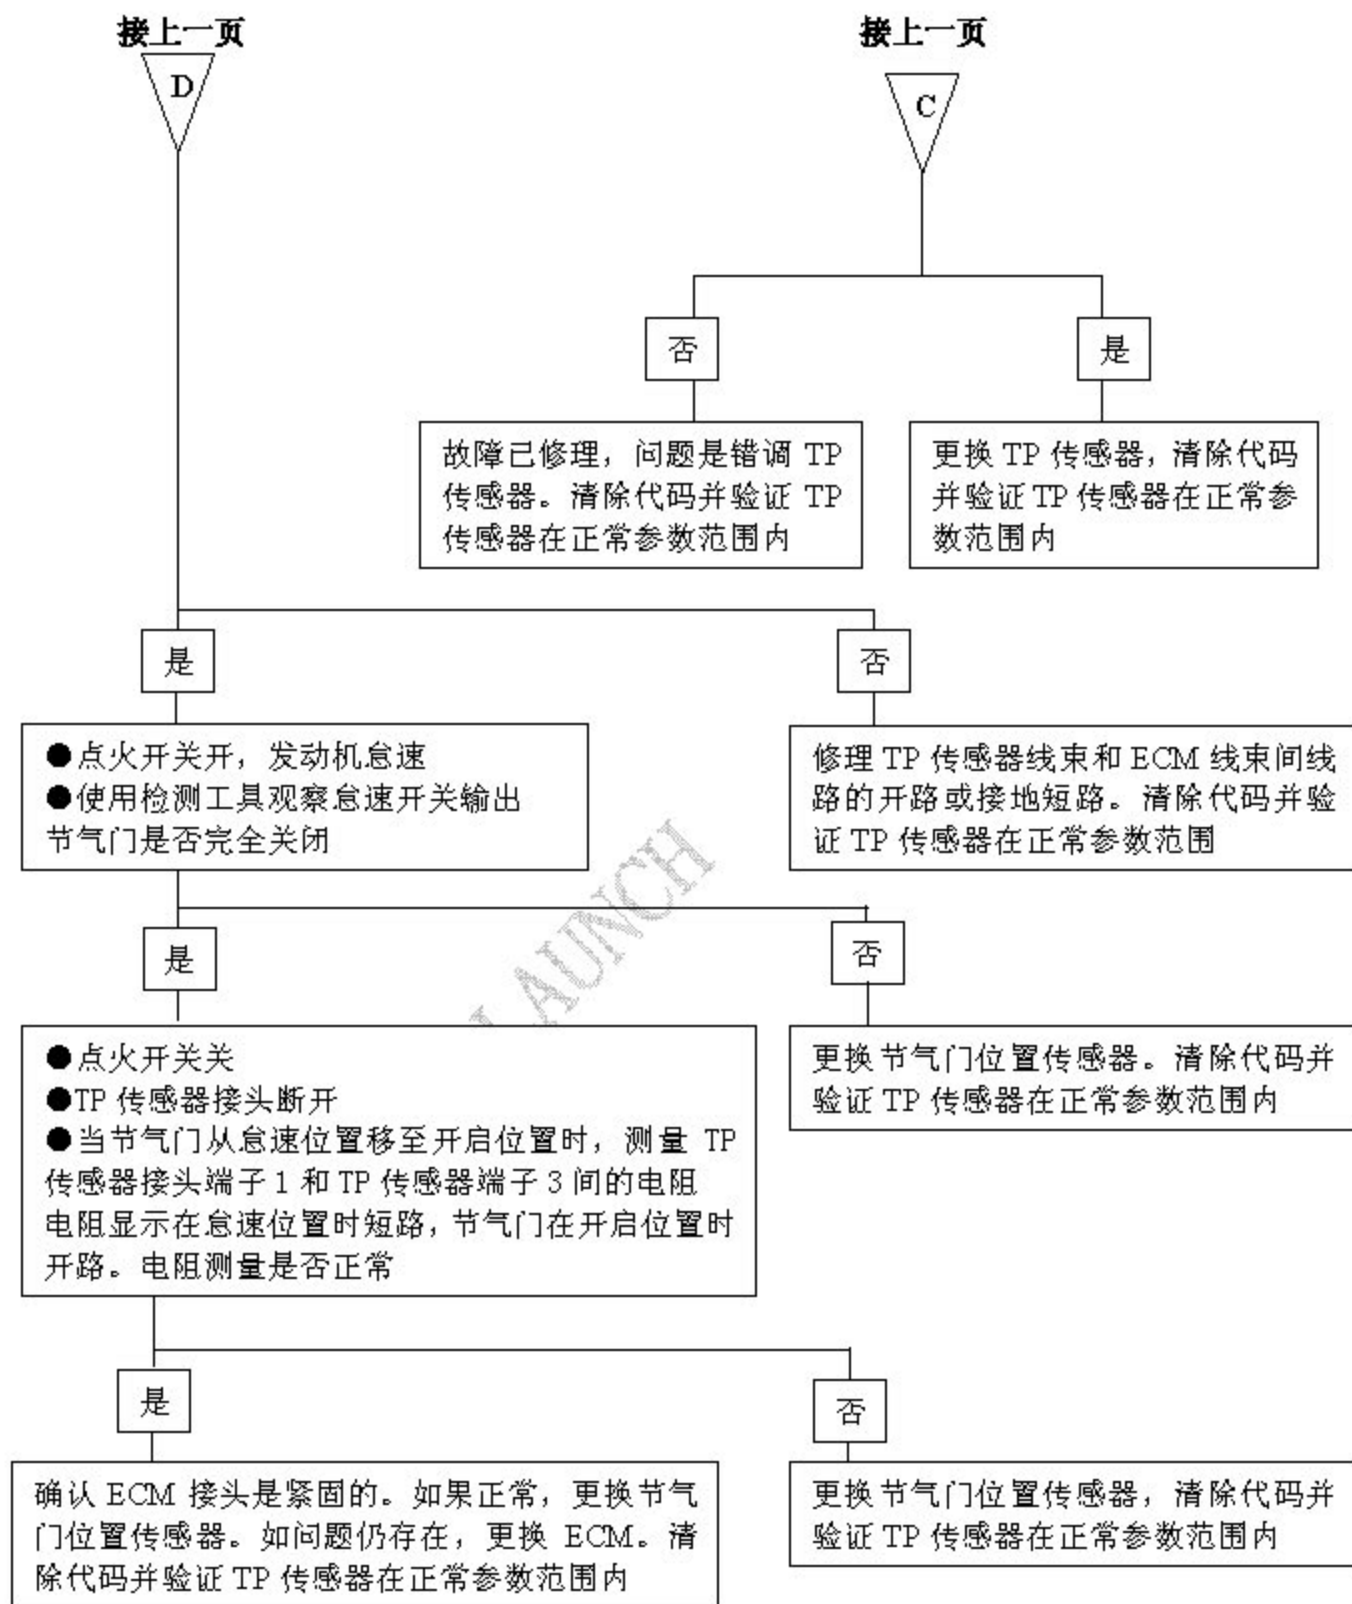 接上一页
接上一页
D
C
否
是
故障已修理，问题是错调 TP
传感器。清除代码并验证 TP
传感器在正常参数范围内
更换 TP 传感器，清除代码
并验证 TP 传感器在正常参
数范围内
是
否
●点火开关开，发动机怠速
●使用检测工具观察怠速开关输出
节气门是否完全关闭
修理 TP 传感器线束和 ECM 线束间线
路的开路或接地短路。清除代码并验
证 TP 传感器在正常参数范围
LAUNCH
是
否
●点火开关关
●TP 传感器接头断开
●当节气门从怠速位置移至开启位置时，测量 TP
传感器接头端子 1 和 TP 传感器端子 3 间的电阻
电阻显示在怠速位置时短路，节气门在开启位置时
开路。电阻测量是否正常
更换节气门位置传感器。清除代码并
验证 TP 传感器在正常参数范围内
是
否
确认 ECM 接头是紧固的。如果正常，更换节气
门位置传感器。如问题仍存在，更换 ECM。清
除代码并验证 TP 传感器在正常参数范围内
更换节气门位置传感器，清除代码并
验证 TP 传感器在正常参数范围内